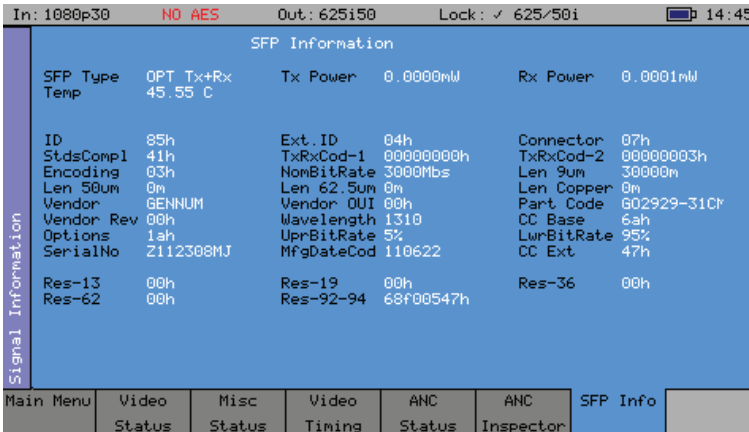 In: 1080p30 NO AES Out: 625i50 Lock: ✓ 625/50i 14:45
SFP Information
SFP Type OPT Tx+Rx Tx Power 0.0000mW Rx Power 0.0001mW
Temp 45.55 C
ID 85h Ext.ID 04h Connector 07h
StdsCompl 41h TxRxCod-1 00000000h TxRxCod-2 00000003h
Encoding 03h NomBitRate 3000Mbs Len 9um 30000m
Len 50um 0m Len 62.5um 0m Len Copper 0m
Vendor GENNUM Vendor OUI 00h Part Code GO2929-31CM
Vendor Rev 00h Wavelength 1310 CC Base 6ah
Options 1ah UprBitRate 5% LwrBitRate 95%
SerialNo Z112308MJ MfgDateCod 110622 CC Ext 47h
Res-13 00h Res-19 00h Res-36 00h
Res-62 00h Res-92-94 68f00547h
Signal Information
Main Menu Video Misc Video ANC ANC SFP Info
Status Status Timing Status Inspector